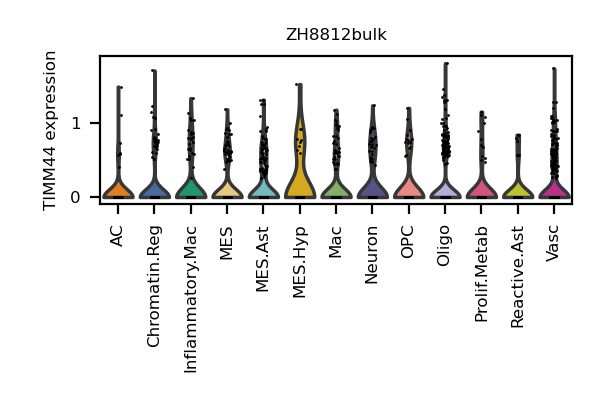 ZH8812bulk
TIMM44 expression
1
0
AC
Chromatin.Reg
Inflammatory.Mac
MES
MES.Ast
MES.Hyp
Mac
Neuron
OPC
Oligo
Prolif.Metab
Reactive.Ast
Vasc